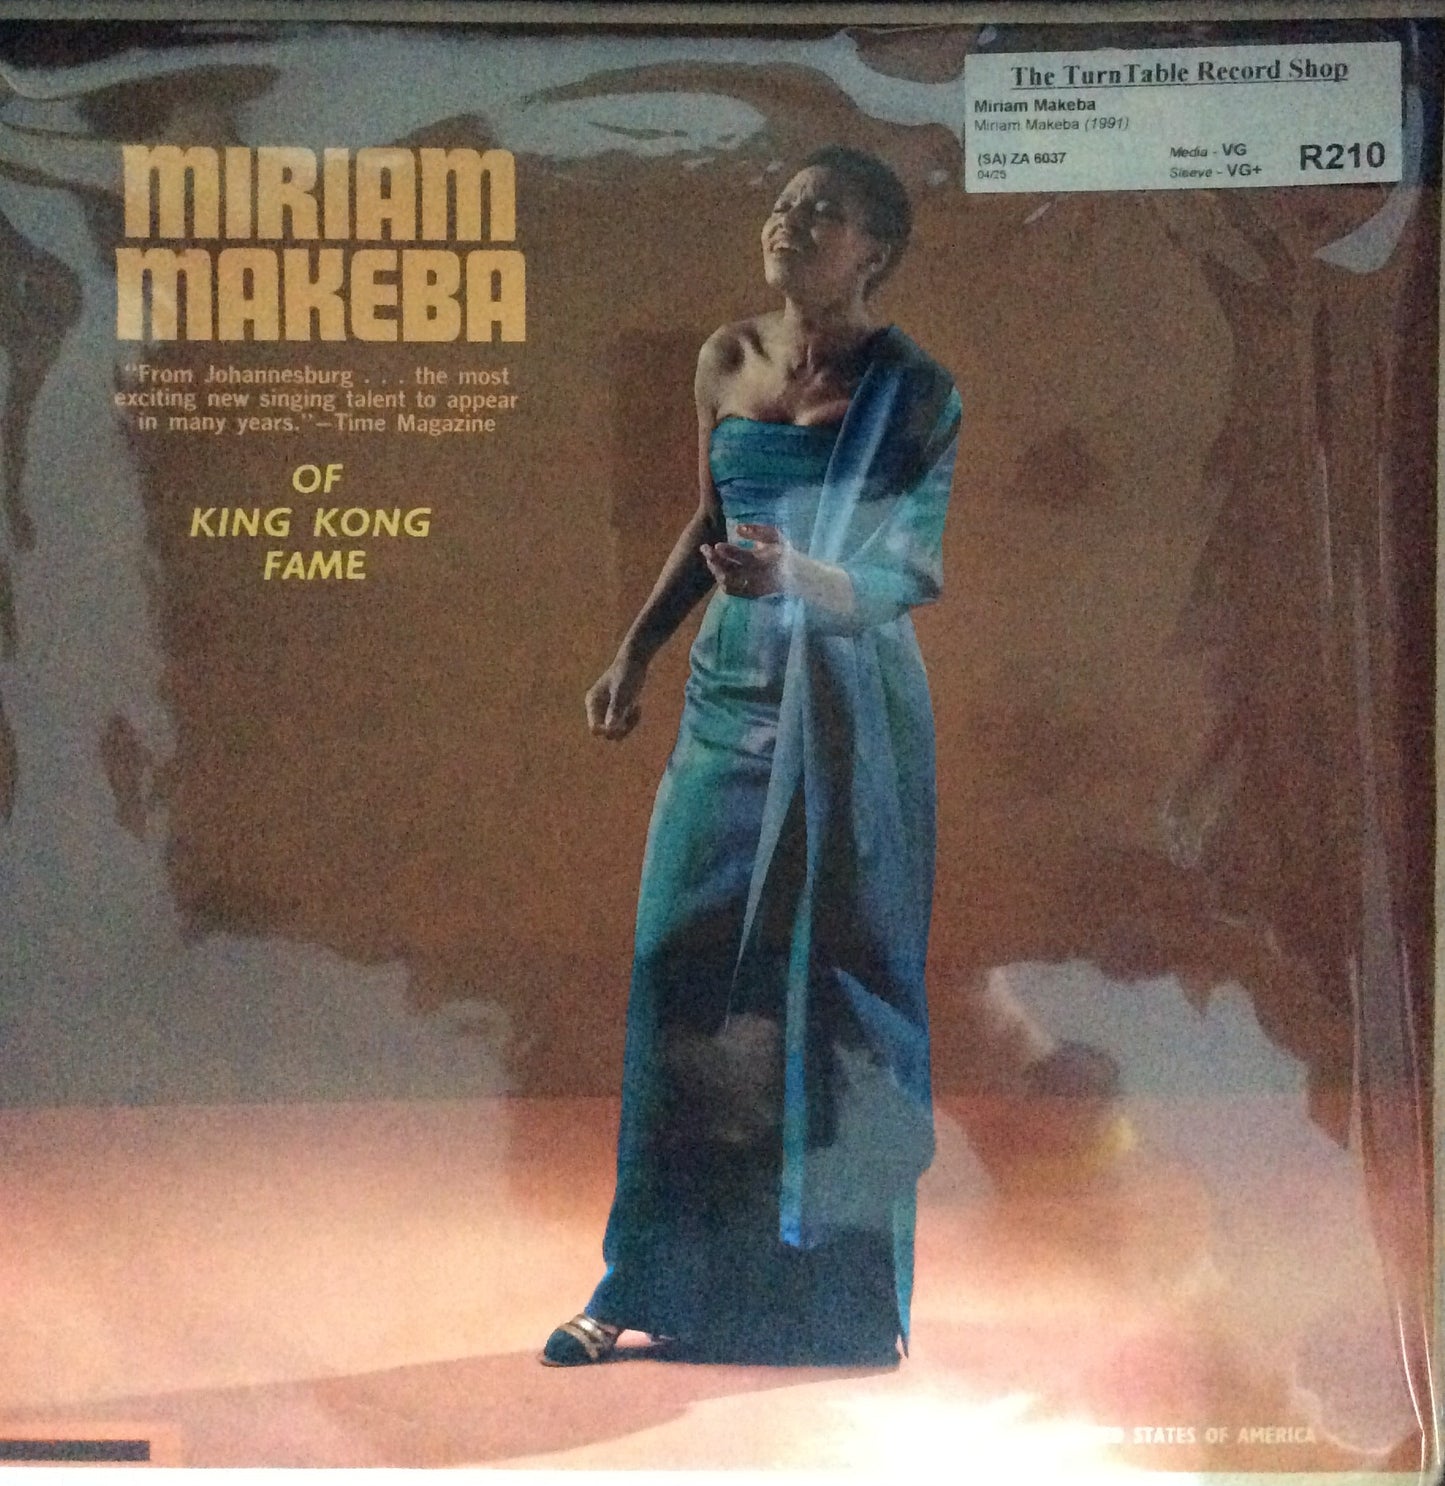 The TurnTable Record Shop
Miriam Makeba
Miriam Makeba (1991)
(SA) ZA 6037
04/25
Media - VG
Sleeve - VG+
R210
MIRIAM
MAKEBA
"From Johannesburg . . . the most
exciting new singing talent to appear
in many years."—Time Magazine
OF
KING KONG
FAME
STATES OF AMERICA